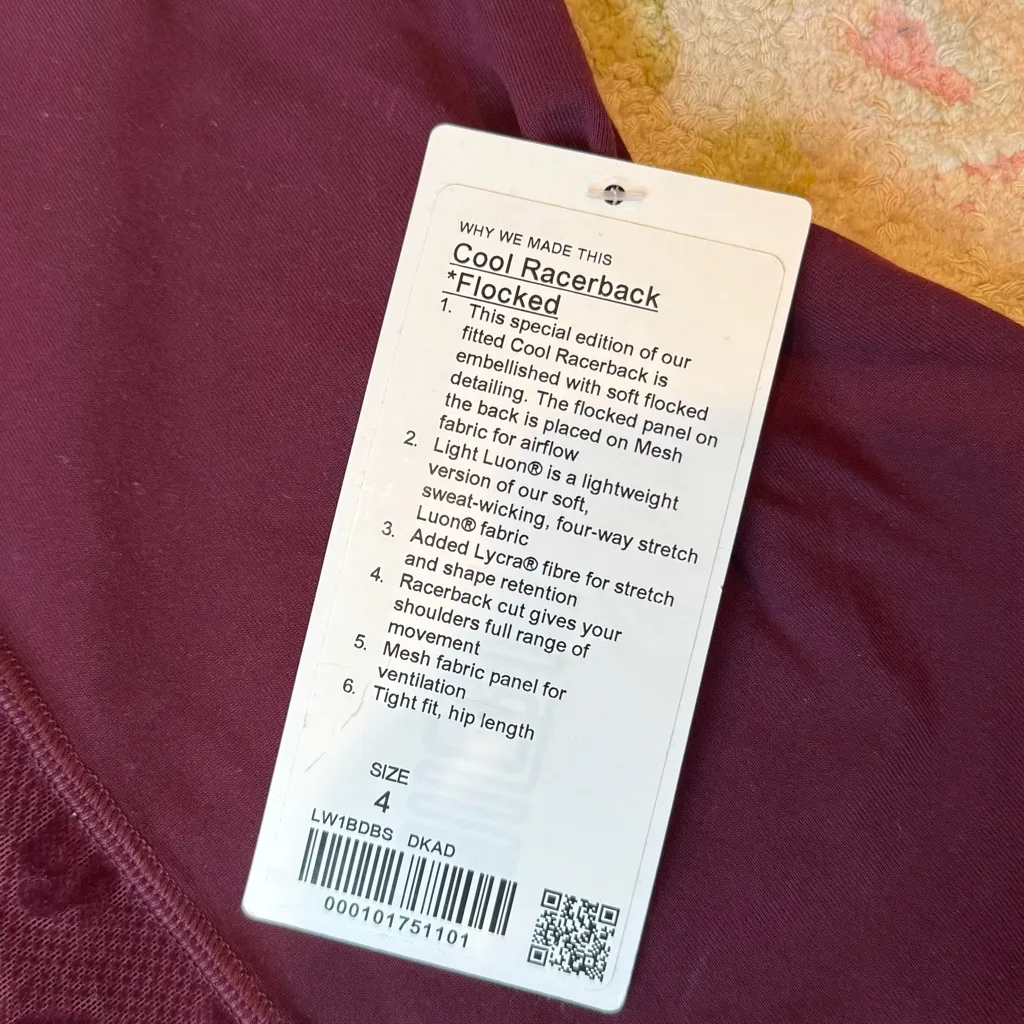 WHY WE MADE THIS
Cool Racerback
*Flocked
1. This special edition of our
fitted Cool Racerback is
embellished with soft flocked
detailing. The flocked panel on
the back is placed on Mesh
fabric for airflow
2. Light Luon® is a lightweight
version of our soft,
sweat-wicking, four-way stretch
Luon® fabric
3. Added Lycra® fibre for stretch
and shape retention
4. Racerback cut gives your
shoulders full range of
movement
5. Mesh fabric panel for
ventilation
6. Tight fit, hip length
SIZE
4
LW1BDBS DKAD
000101751101